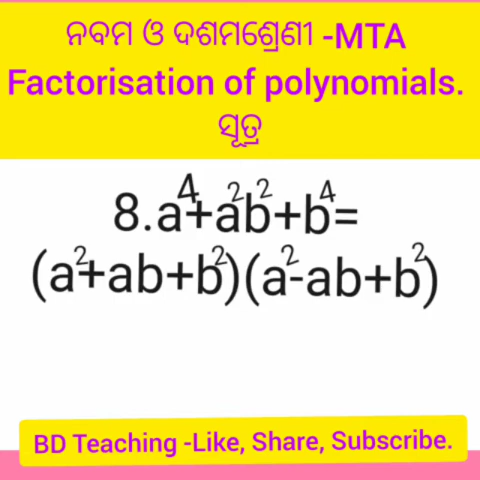 ନବମ ଓ ଦଶମଶ୍ରେଣୀ -MTA
Factorisation of polynomials.
ସୂତ୍ର
8.a⁴+a²b²+b⁴=
(a²+ab+b²)(a²-ab+b²)
BD Teaching -Like, Share, Subscribe.